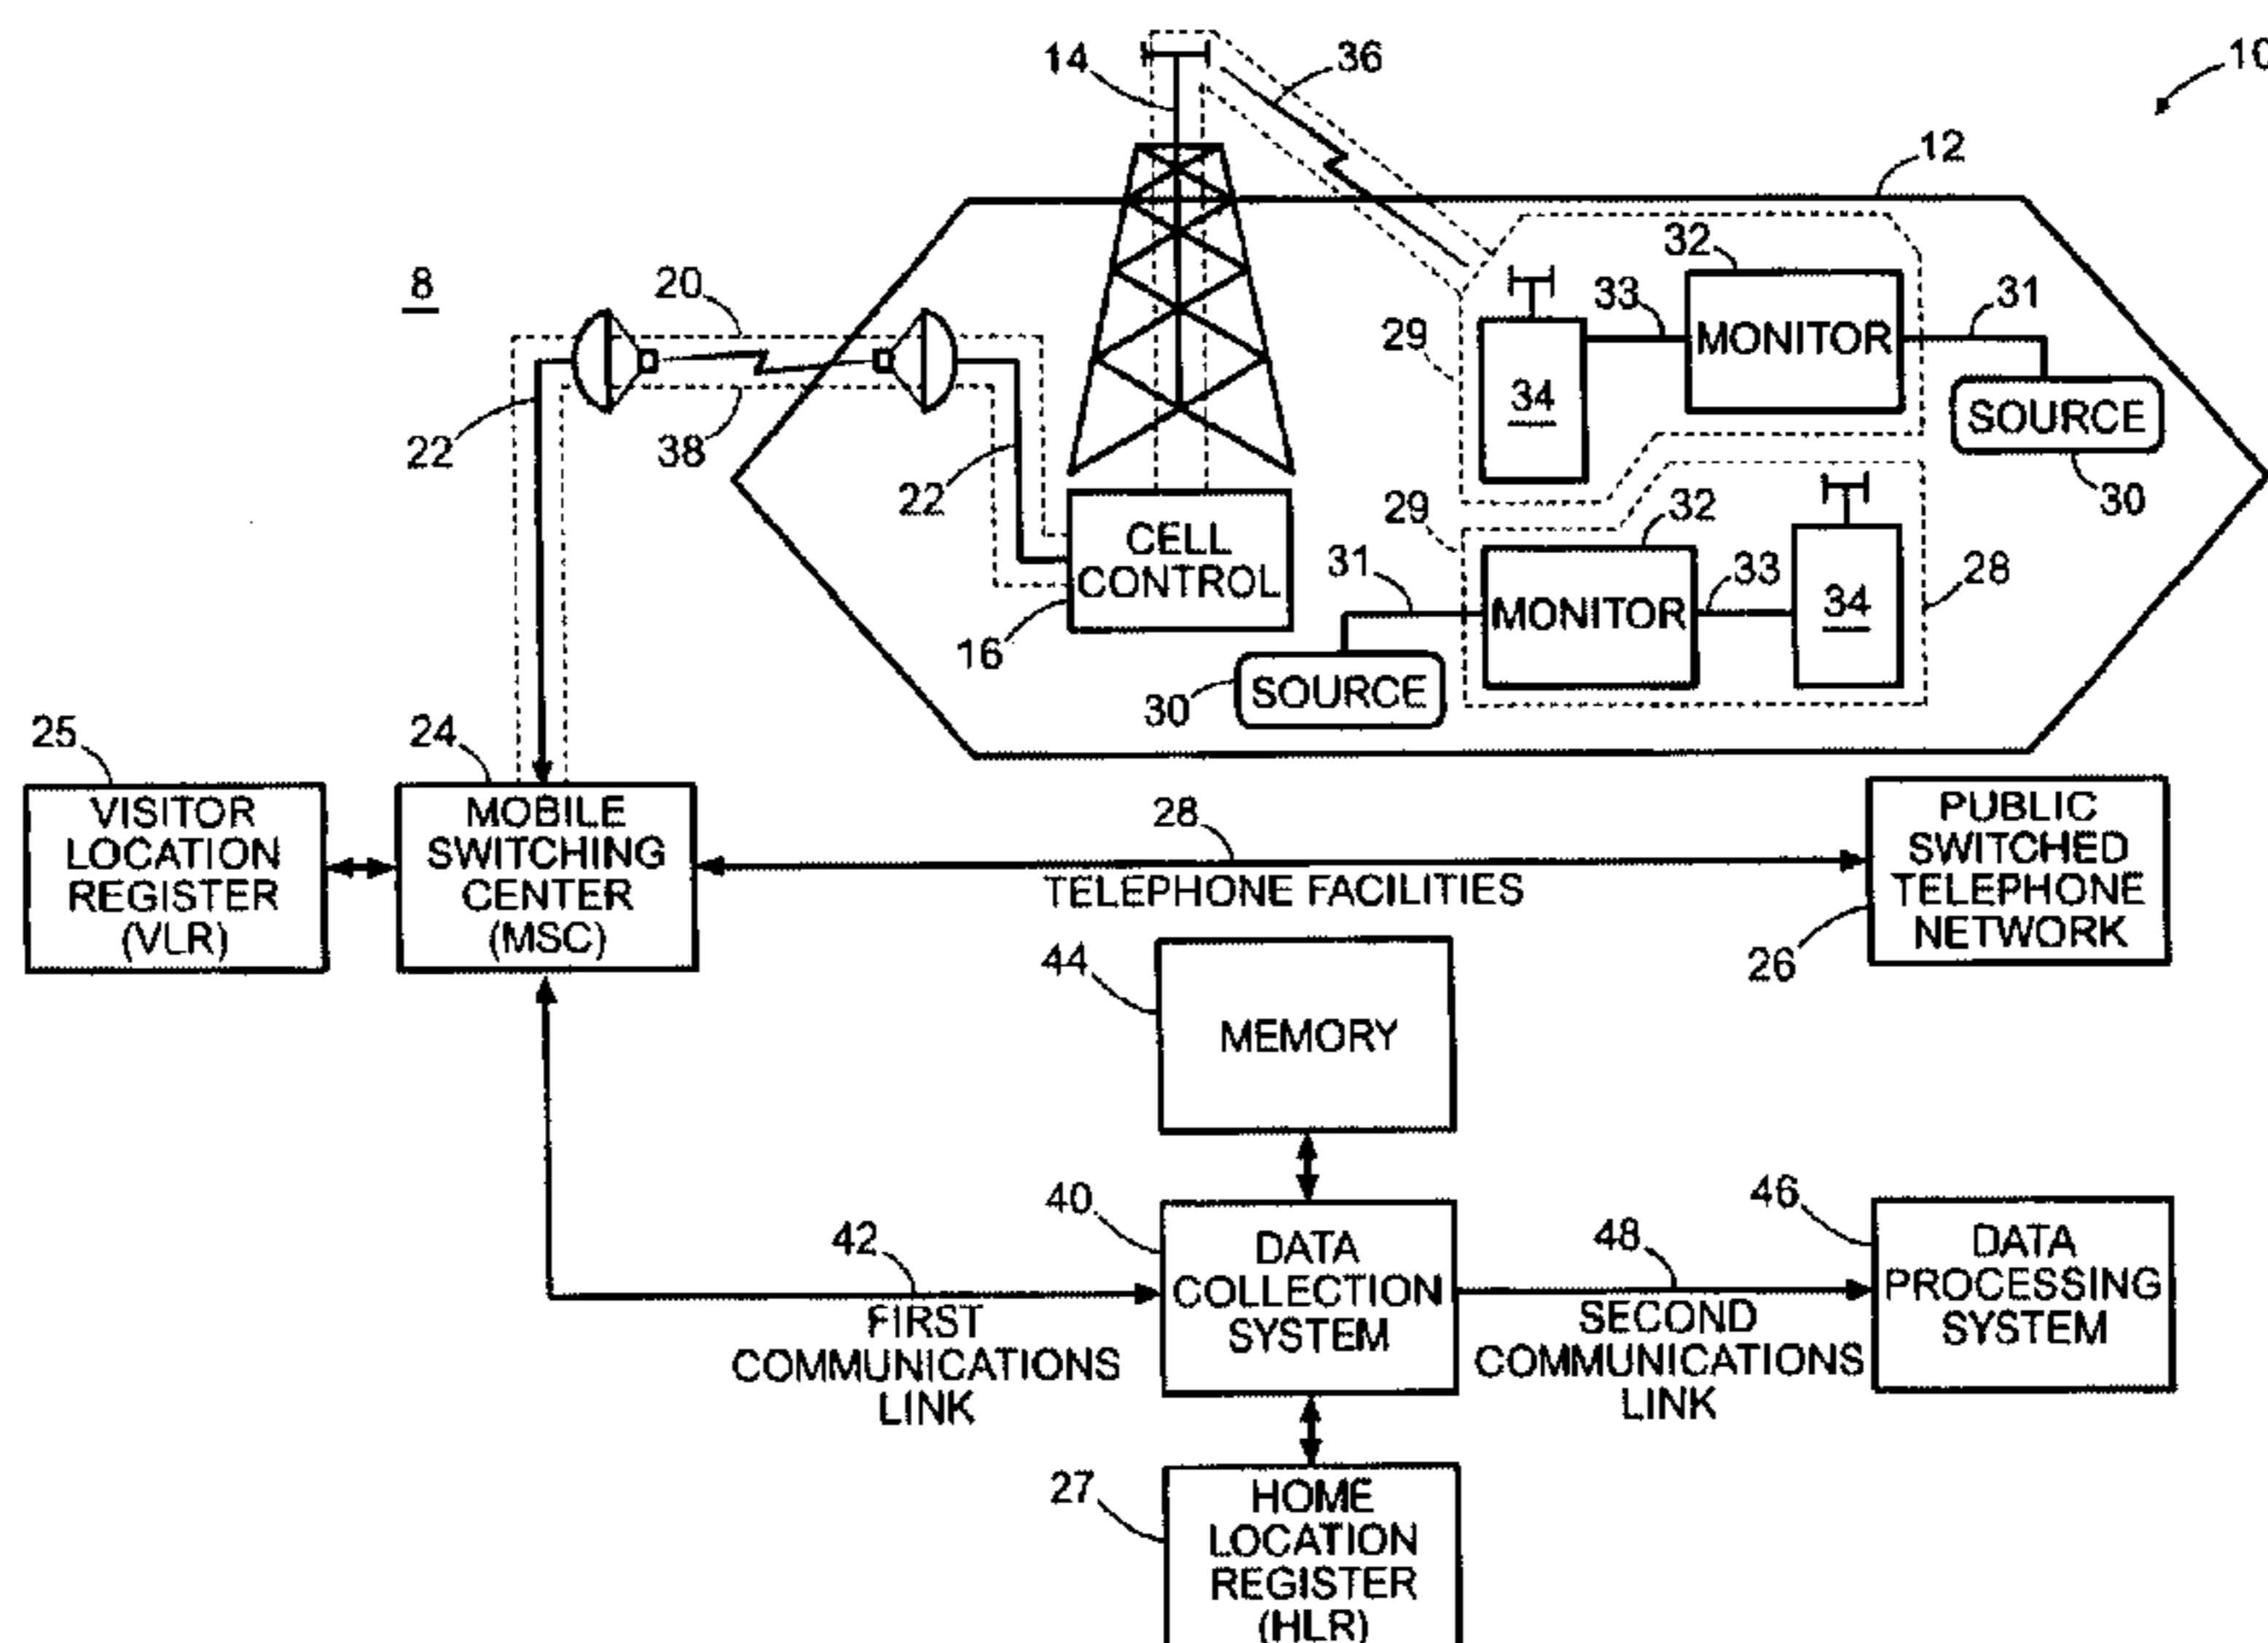 10
14
36
12
8
20
32
31
33
MONITOR
29
34
SOURCE
22
38
22
30
29
32
CELL
CONTROL
31
33
28
MONITOR
34
16
SOURCE
30
25
24
VISITOR
LOCATION
REGISTER
(VLR)
MOBILE
SWITCHING
CENTER
(MSC)
28
TELEPHONE FACILITIES
PUBLIC
SWITCHED
TELEPHONE
NETWORK
26
44
MEMORY
40
46
42
48
FIRST
COMMUNICATIONS
LINK
DATA
COLLECTION
SYSTEM
SECOND
COMMUNICATIONS
LINK
DATA
PROCESSING
SYSTEM
27
HOME
LOCATION
REGISTER
(HLR)